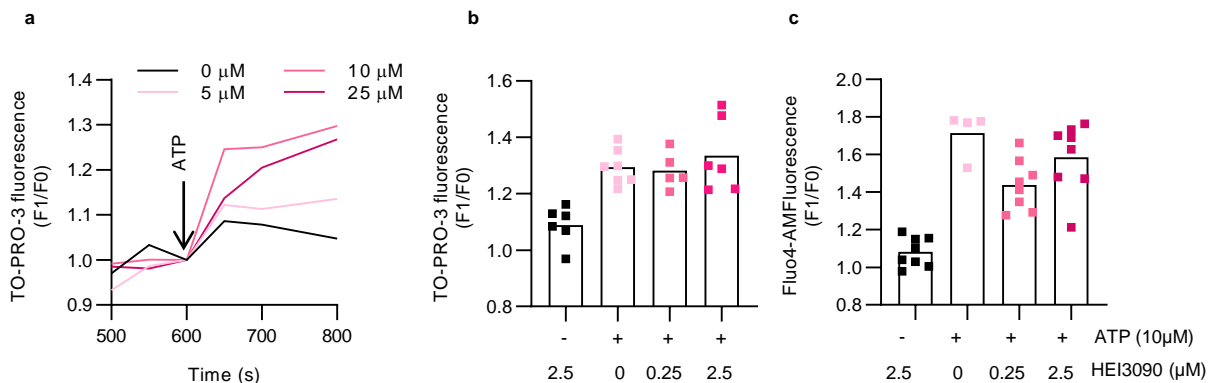 a
0 µM
5 µM
10 µM
25 µM
TO-PRO-3 fluorescence
(F1/F0)
1.4
1.3
1.2
1.1
1.0
0.9
ATP
500
600
700
800
Time (s)
b
TO-PRO-3 fluorescence
(F1/F0)
1.6
1.4
1.2
1.0
0.8
- + + +
2.5 0 0.25 2.5
c
Fluo4-AMFluorescence
(F1/F0)
2.0
1.8
1.6
1.4
1.2
1.0
0.8
- + + + ATP (10µM)
2.5 0 0.25 2.5 HEI3090 (µM)